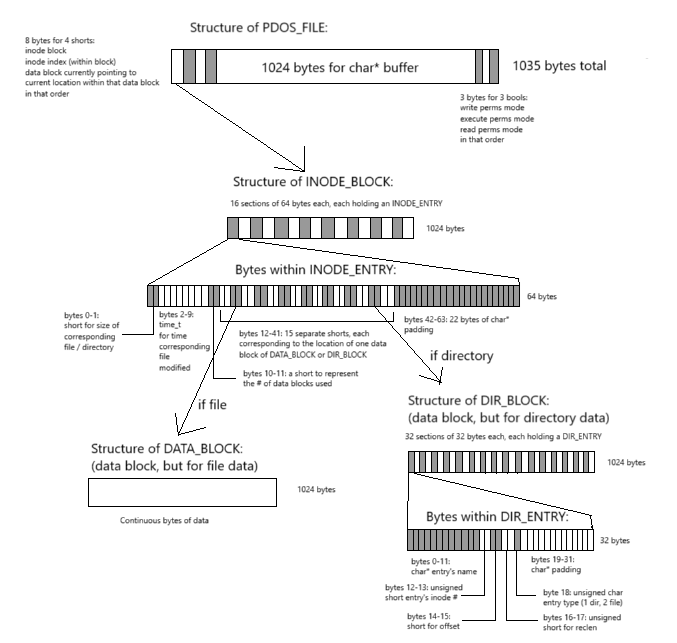 Structure of PDOS_FILE:
8 bytes for 4 shorts:
inode block
inode index (within block)
data block currently pointing to
current location within that data block
in that order
1024 bytes for char* buffer
1035 bytes total
3 bytes for 3 bools:
write perms mode
execute perms mode
read perms mode
in that order
Structure of INODE_BLOCK:
16 sections of 64 bytes each, each holding an INODE_ENTRY
1024 bytes
Bytes within INODE_ENTRY:
64 bytes
bytes 0-1:
short for size of
corresponding
file / directory
bytes 2-9:
time_t
for time
corresponding
file
modified
bytes 12-41: 15 separate shorts, each
corresponding to the location of one data
block of DATA_BLOCK or DIR_BLOCK
bytes 42-63: 22 bytes of char*
padding
bytes 10-11: a short to represent
the # of data blocks used
if file
if directory
Structure of DIR_BLOCK:
(data block, but for directory data)
32 sections of 32 bytes each, each holding a DIR_ENTRY
1024 bytes
Structure of DATA_BLOCK:
(data block, but for file data)
1024 bytes
Continuous bytes of data
Bytes within DIR_ENTRY:
32 bytes
bytes 0-11:
char* entry's name
bytes 19-31:
char* padding
bytes 12-13: unsigned
short entry's inode #
byte 18: unsigned char
entry type (1 dir, 2 file)
bytes 14-15:
short for offset
bytes 16-17: unsigned
short for reclen